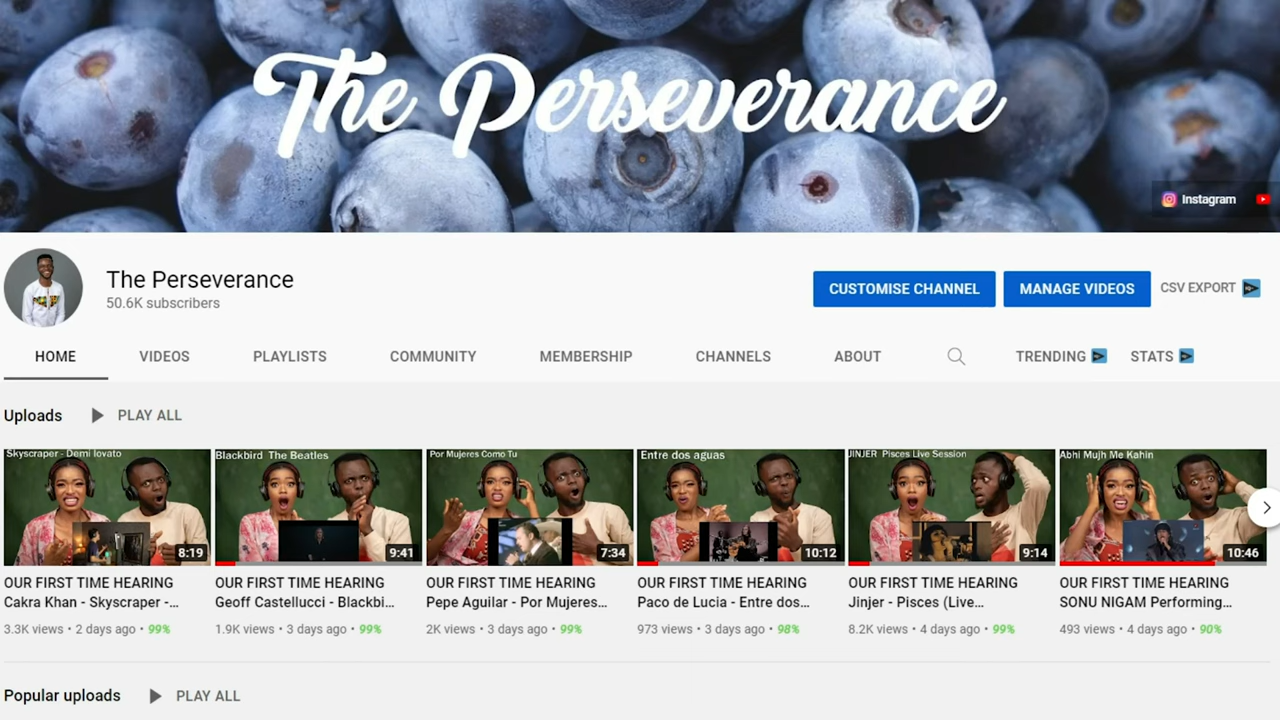 The Perseverance
Instagram
The Perseverance
50.6K subscribers
CUSTOMISE CHANNEL
MANAGE VIDEOS
CSV EXPORT
HOME
VIDEOS
PLAYLISTS
COMMUNITY
MEMBERSHIP
CHANNELS
ABOUT
TRENDING
STATS
Uploads
PLAY ALL
Skyscraper - Demi lovato
8:19
OUR FIRST TIME HEARING
Cakra Khan - Skyscraper -...
3.3K views • 2 days ago • 99%
Blackbird The Beatles
9:41
OUR FIRST TIME HEARING
Geoff Castellucci - Blackbi...
1.9K views • 3 days ago • 99%
Por Mujeres Como Tu
7:34
OUR FIRST TIME HEARING
Pepe Aguilar - Por Mujeres...
2K views • 3 days ago • 99%
Entre dos aguas
10:12
OUR FIRST TIME HEARING
Paco de Lucia - Entre dos...
973 views • 3 days ago • 98%
JINJER Pisces Live Session
9:14
OUR FIRST TIME HEARING
Jinjer - Pisces (Live...
8.2K views • 4 days ago • 99%
Abhi Mujh Me Kahin
10:46
OUR FIRST TIME HEARING
SONU NIGAM Performing...
493 views • 4 days ago • 90%
Popular uploads
PLAY ALL